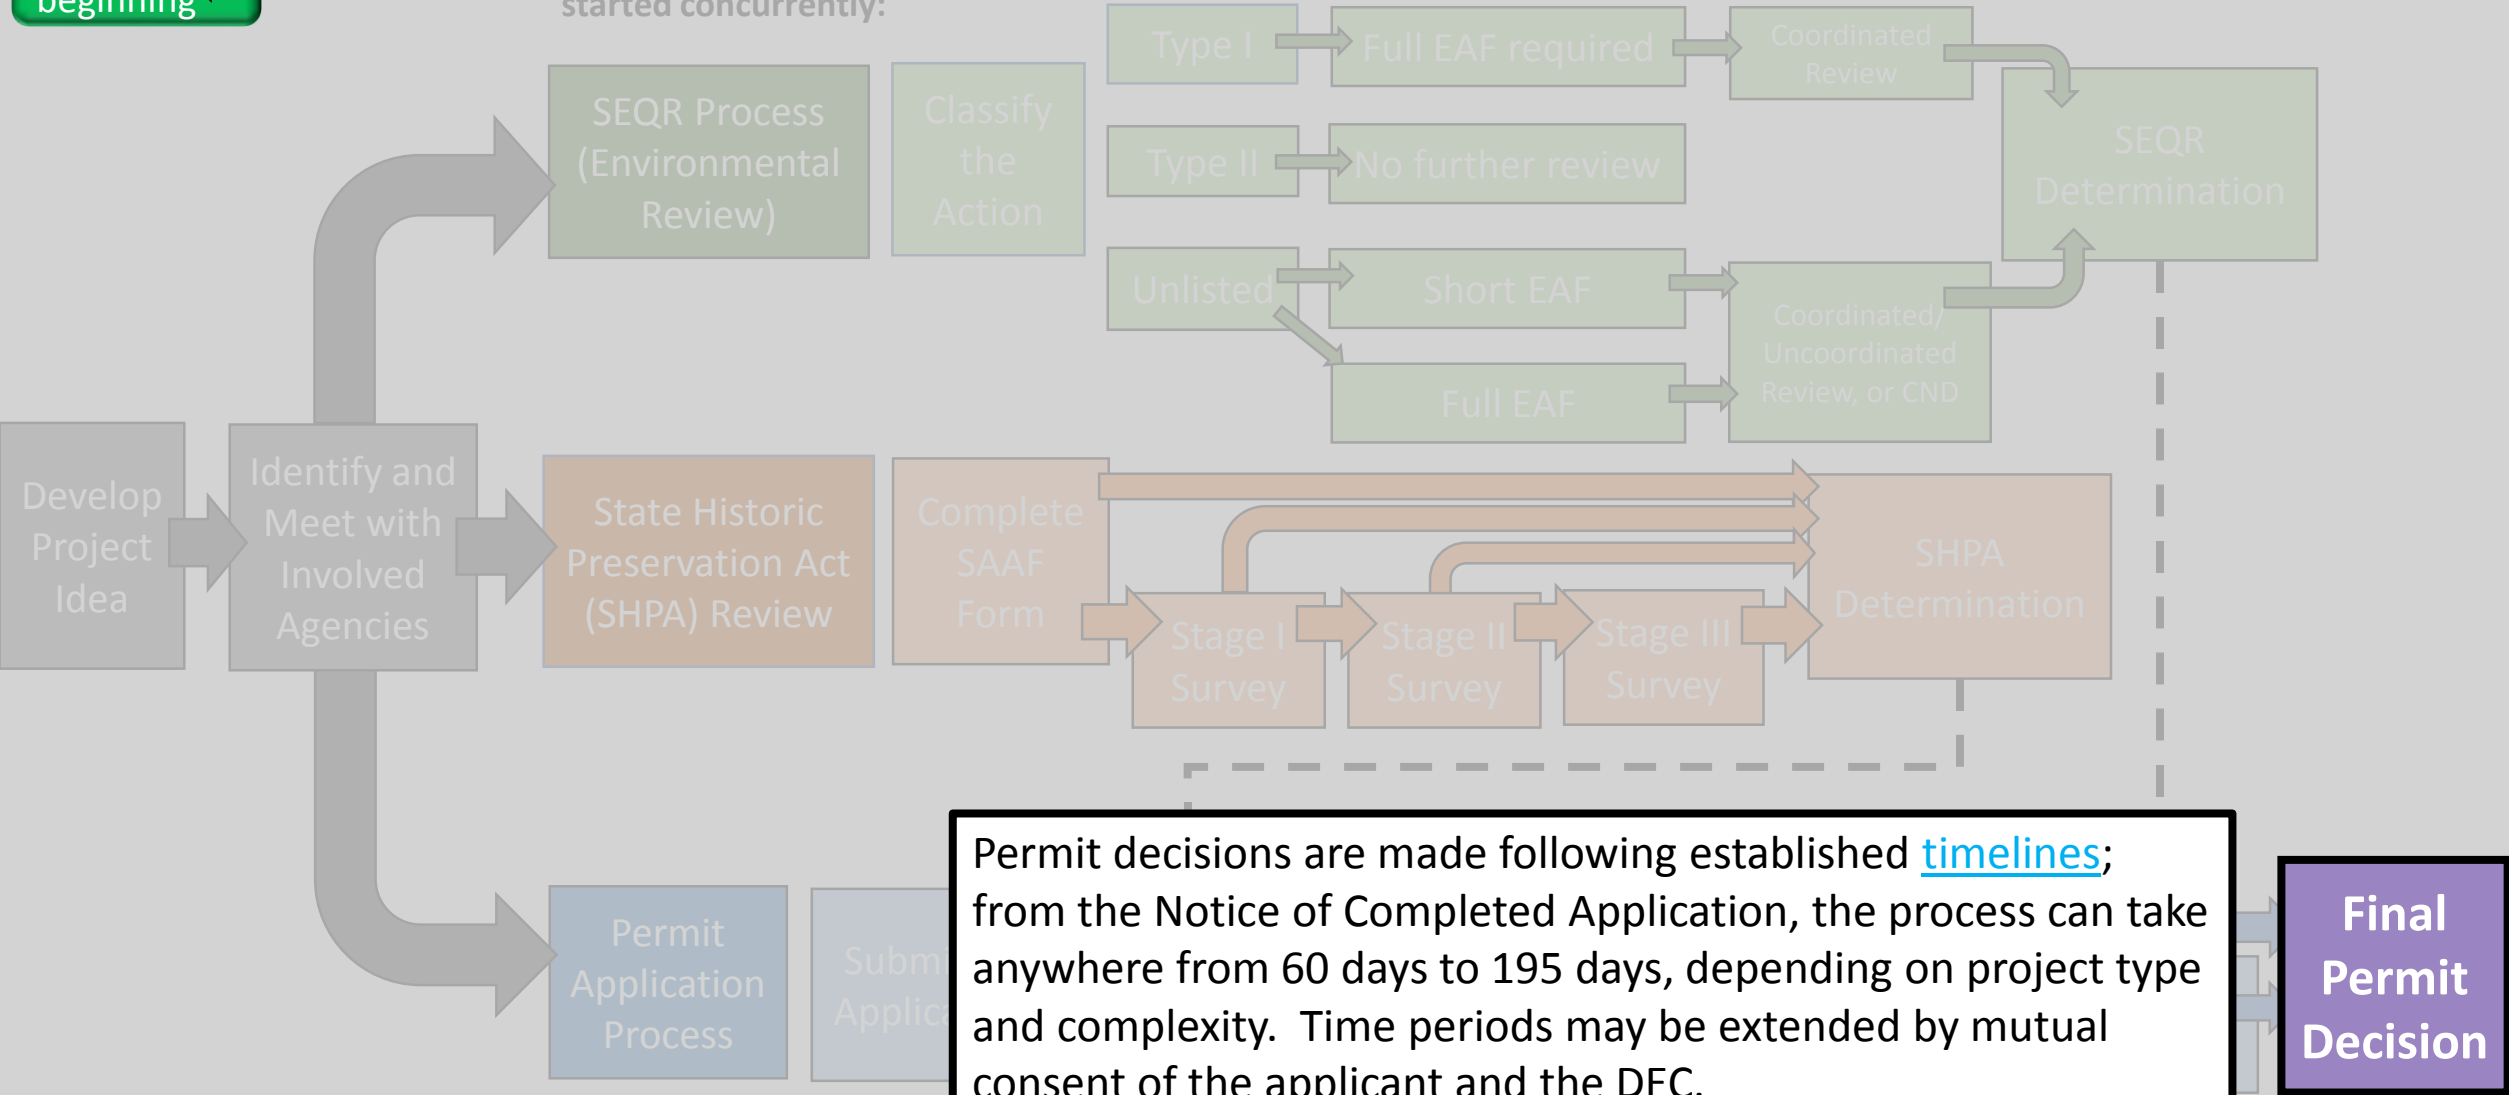 beginning
started concurrently:
Type I
Full EAF required
Coordinated
Review
SEQR Process
(Environmental
Review)
Classify
the
Action
Type II
No further review
SEQR
Determination
Unlisted
Short EAF
Coordinated/
Uncoordinated
Review, or CND
Full EAF
Develop
Project
Idea
Identify and
Meet with
Involved
Agencies
State Historic
Preservation Act
(SHPA) Review
Complete
SAAF
Form
Stage I
Survey
Stage II
Survey
Stage III
Survey
SHPA
Determination
Permit
Application
Process
Permit decisions are made following established timelines;
from the Notice of Completed Application, the process can take
anywhere from 60 days to 195 days, depending on project type
and complexity.  Time periods may be extended by mutual
consent of the applicant and the DEC.
Final
Permit
Decision